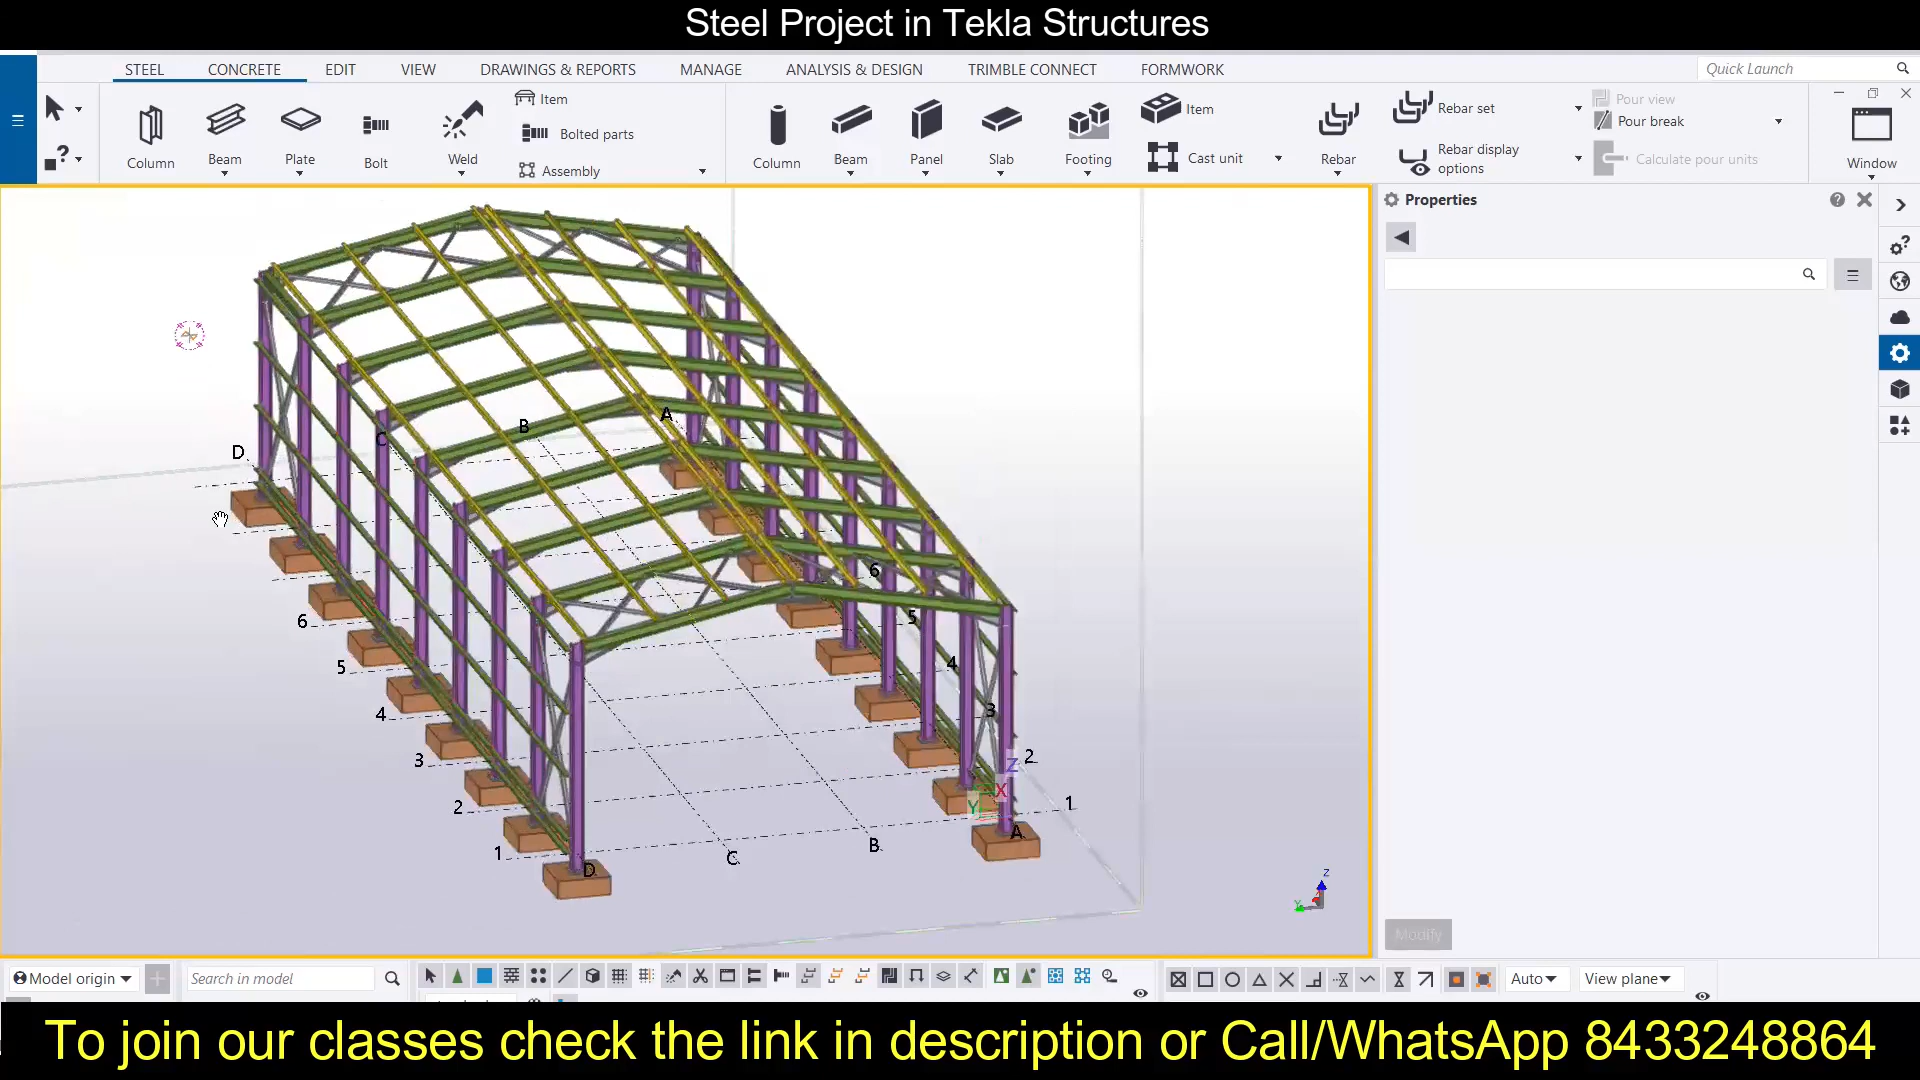 Steel Project in Tekla Structures
STEEL CONCRETE EDIT VIEW DRAWINGS & REPORTS MANAGE ANALYSIS & DESIGN TRIMBLE CONNECT FORMWORK Quick Launch
Column Beam Plate Bolt Weld
Item
Bolted parts
Assembly
Column Beam Panel Slab Footing
Item
Cast unit
Rebar
Rebar set
Rebar display options
Pour view
Pour break
Calculate pour units
Window
Properties
A
B
C
D
6
6
5
5
4
4
3
3
2
2
1
1
Z
X
Y
A
B
C
D
Z
Y
Modify
Model origin Search in model Auto View plane
To join our classes check the link in description or Call/WhatsApp 8433248864